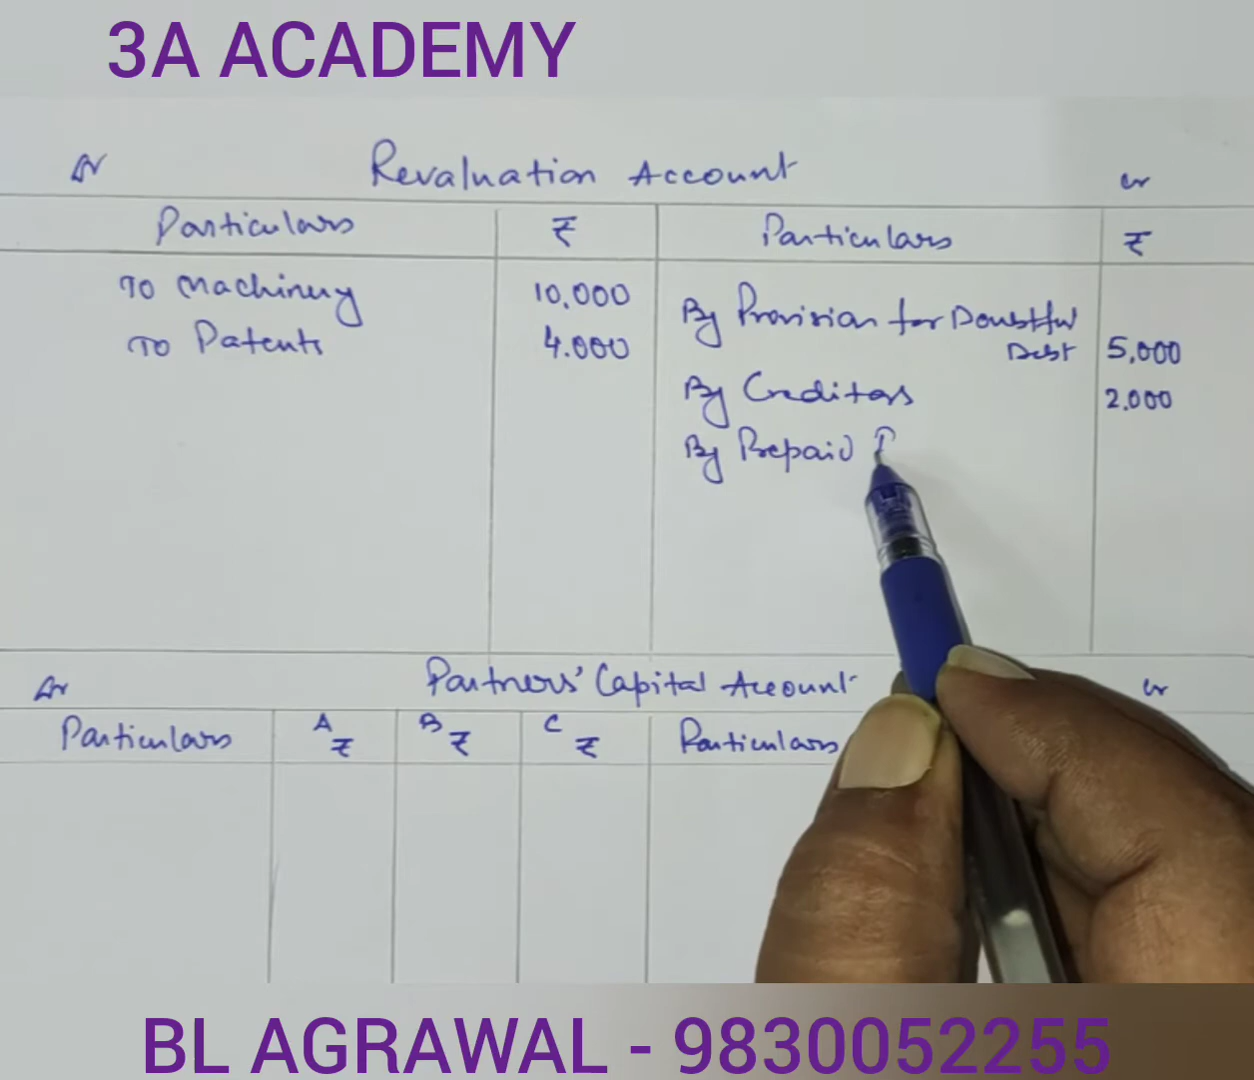 3A ACADEMY
Dr Revaluation Account Cr
Particulars ₹ Particulars ₹
To Machinery 10,000
By Provision for Doubtful
To Patents 4.000
Debt 5,000
By Creditors 2,000
By Prepaid
Dr Partners' Capital Account Cr
Particulars A ₹ B ₹ C ₹ Particulars
BL AGRAWAL - 9830052255